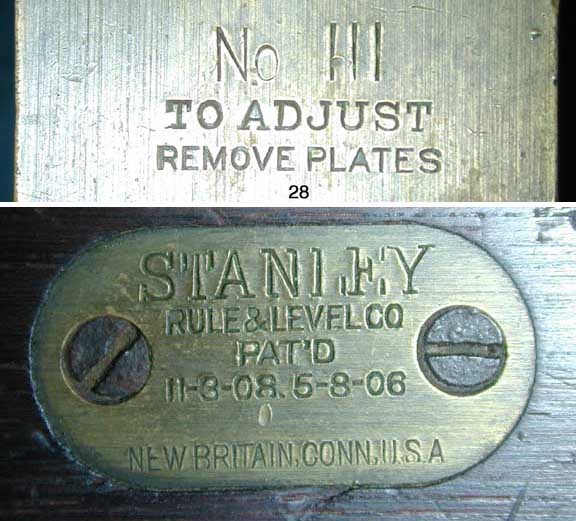 No 111
TO ADJUST
REMOVE PLATES
28
STANLEY
RULE & LEVEL CO
PAT'D
11-3-08. 5-8-06
0
NEW BRITAIN, CONN, U.S.A